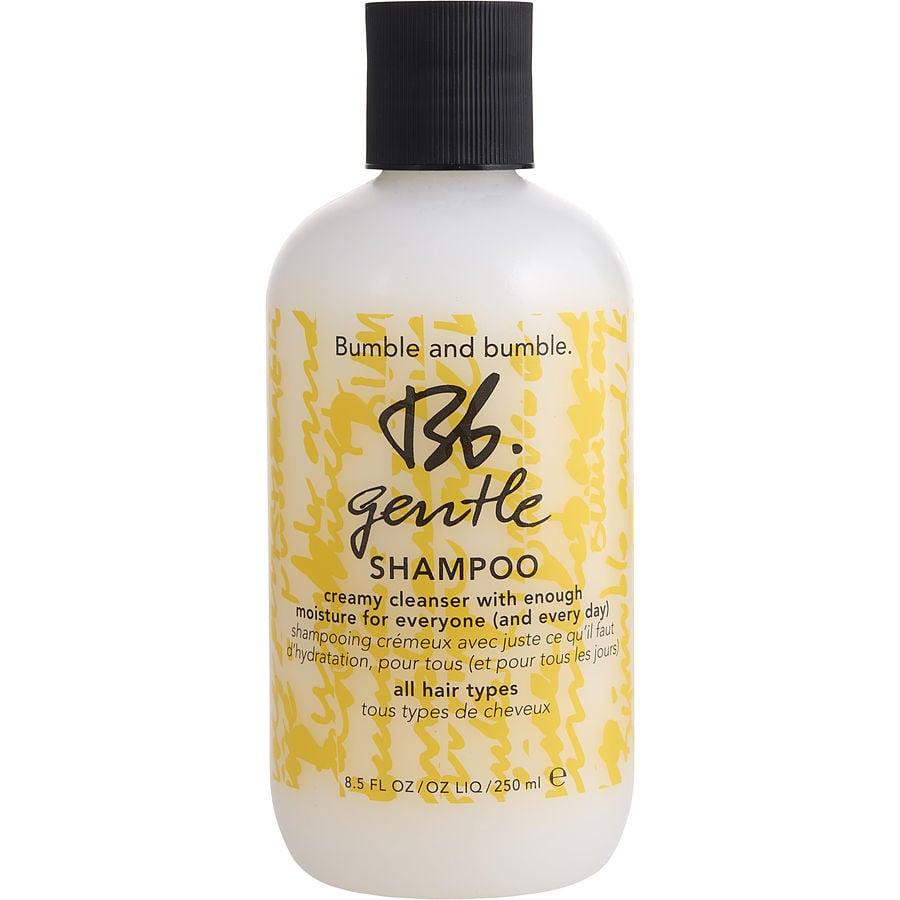 Bumble and bumble.
Bb.
gentle
SHAMPOO
creamy cleanser with enough
moisture for everyone (and every day)
shampooing crémeux avec juste ce qu'il faut
d'hydratation, pour tous (et pour tous les jours)
all hair types
tous types de cheveux
8.5 FL OZ/OZ LIQ/250 ml ℮